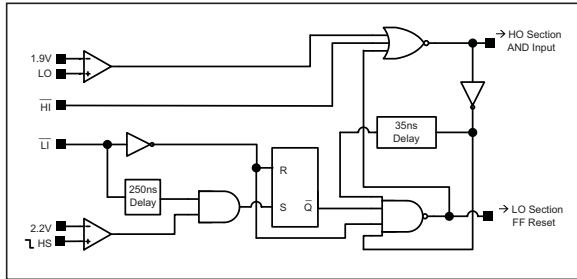 1.9V
LO
HI
→ HO Section
AND Input
LI
35ns
Delay
250ns
Delay
R
S
Q
2.2V
HS
→ LO Section
FF Reset